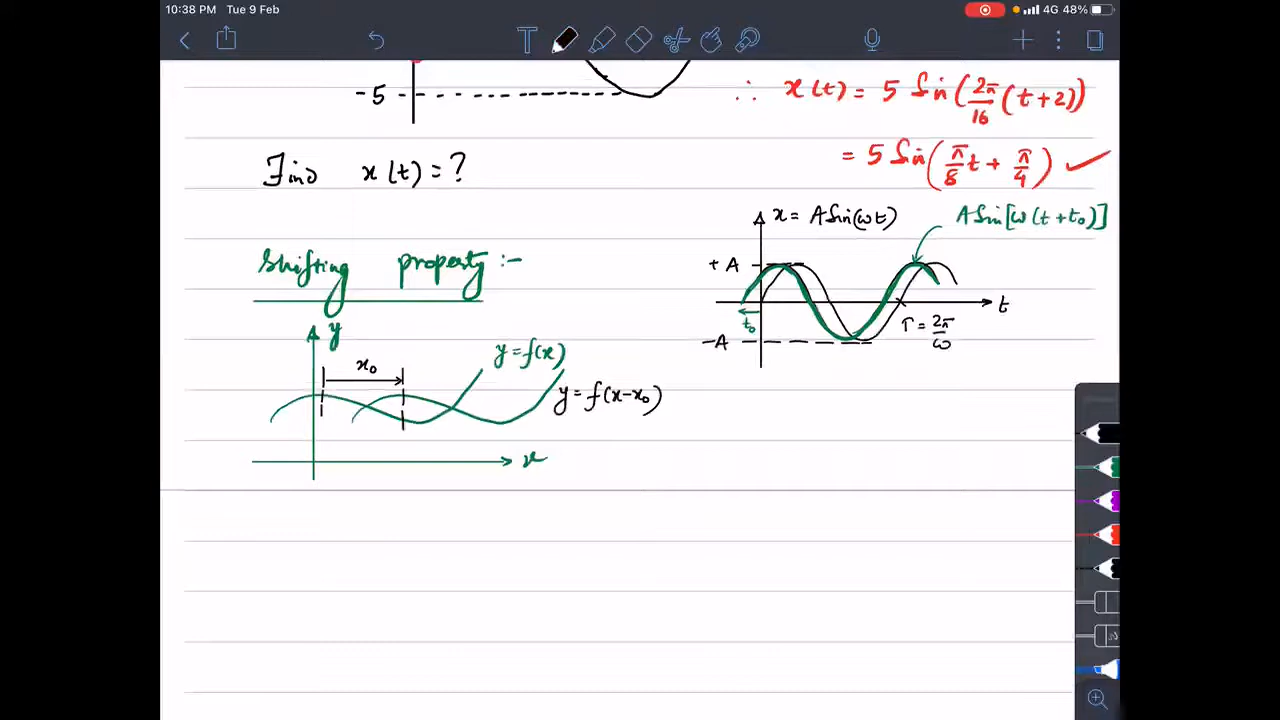 10:38 PM Tue 9 Feb
4G 48%
-5
∴ x(t) = 5 Sin(2π/16 (t+2))
= 5 Sin(π/8 t + π/4) ✓
Find x(t) = ?
x = A Sin(ωt)
A Sin[ω(t+t₀)]
+A
-A
t₀
t
T = 2π/ω
Shifting property :-
y
x₀
y = f(x)
y = f(x-x₀)
x